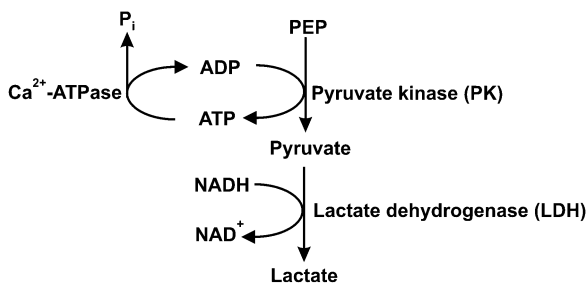 Pᵢ
PEP
ADP
Ca²⁺-ATPase
Pyruvate kinase (PK)
ATP
Pyruvate
NADH
Lactate dehydrogenase (LDH)
NAD⁺
Lactate